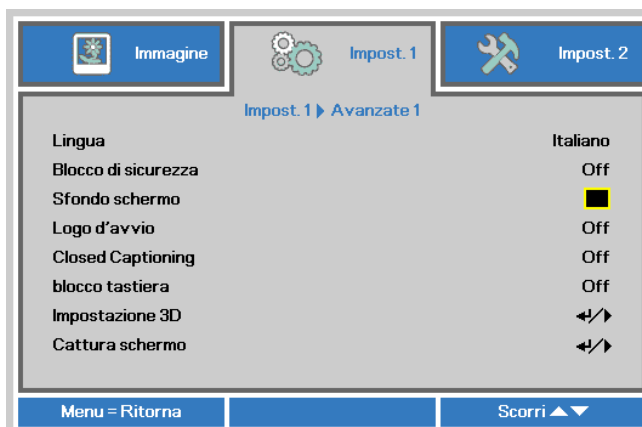 Immagine
Impost. 1
Impost. 2
Impost. 1 Avanzate 1
Lingua Italiano
Blocco di sicurezza Off
Sfondo schermo
Logo d'avvio Off
Closed Captioning Off
blocco tastiera Off
Impostazione 3D
Cattura schermo
Menu = Ritorna
Scorri